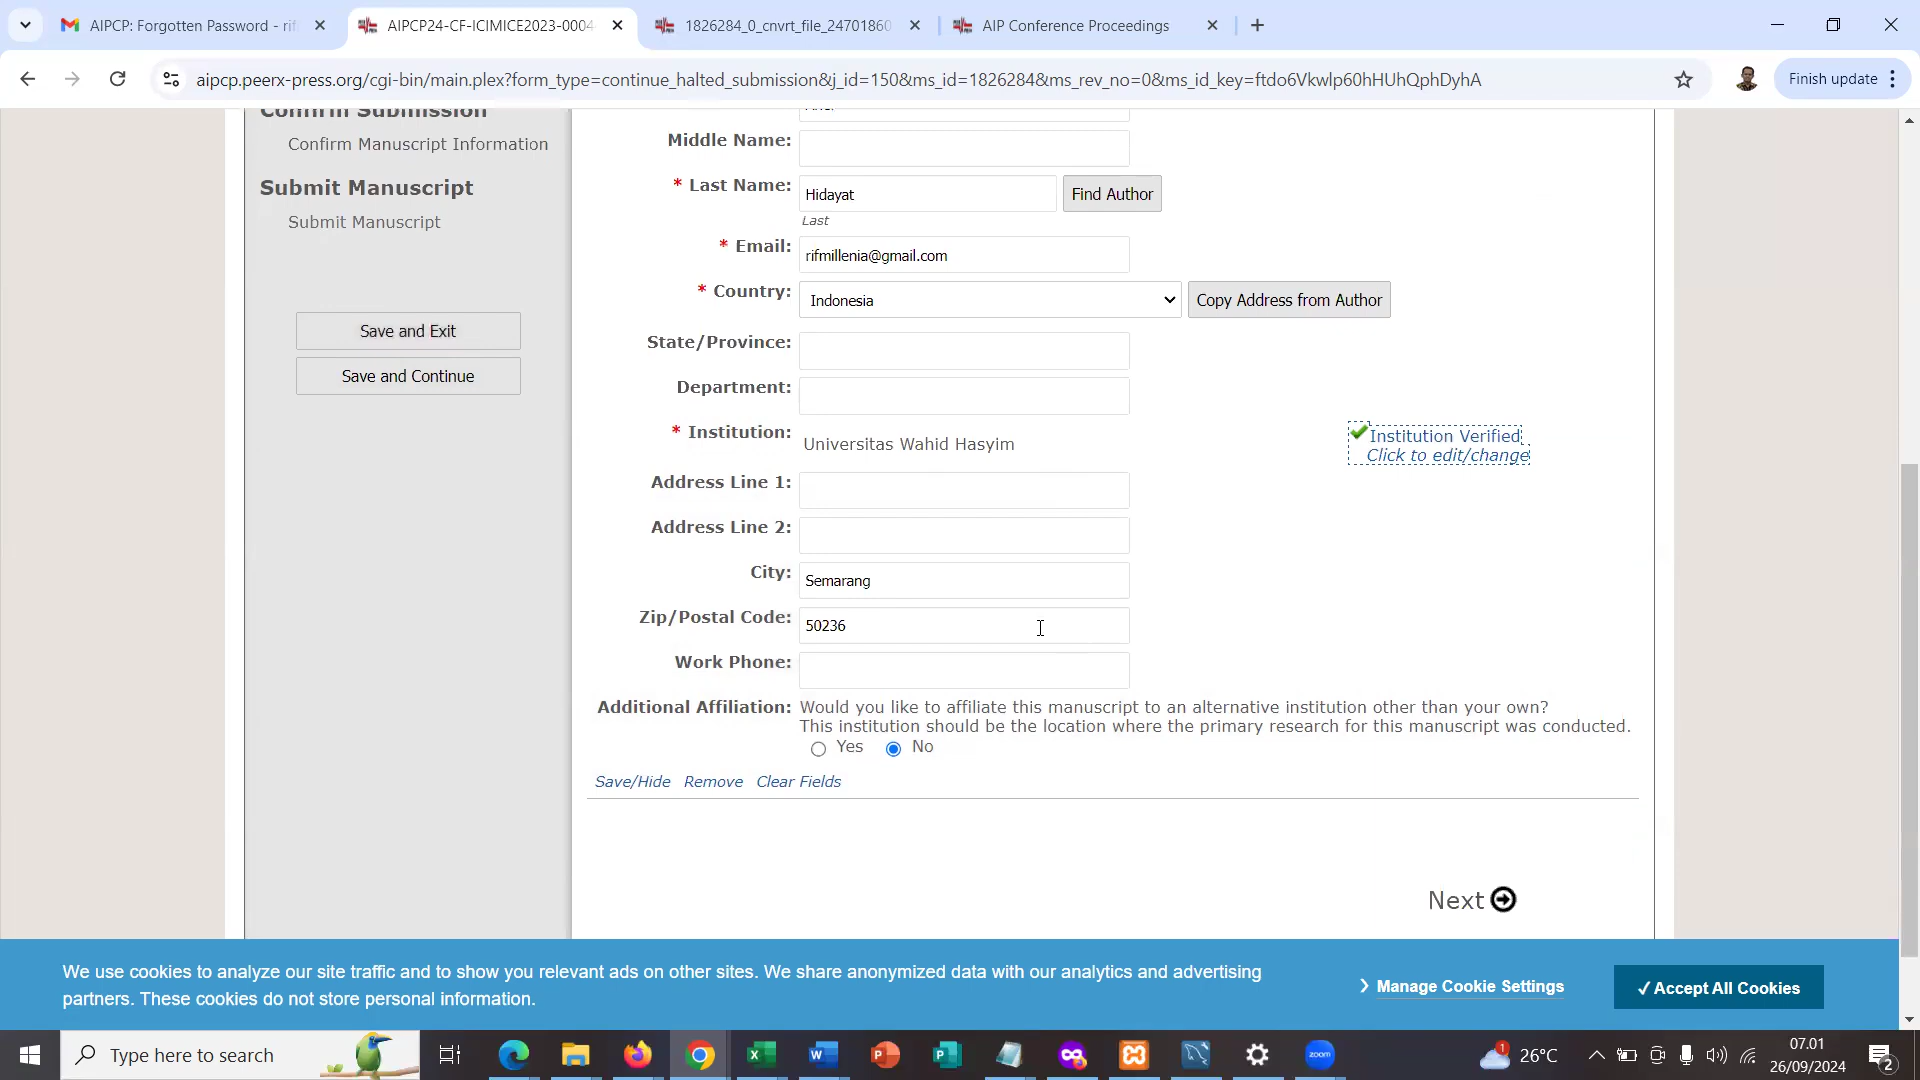 AIPCP: Forgotten Password - rif
AIPCP24-CF-ICIMICE2023-0004
1826284_0_cnvrt_file_24701860
AIP Conference Proceedings
aipcp.peerx-press.org/cgi-bin/main.plex?form_type=continue_halted_submission&j_id=150&ms_id=1826284&ms_rev_no=0&ms_id_key=ftdo6Vkwlp60hHUhQphDyhA
Finish update
Confirm Submission
Confirm Manuscript Information
Submit Manuscript
Submit Manuscript
Save and Exit
Save and Continue
Middle Name:
* Last Name: Hidayat Find Author
Last
* Email: rifmillenia@gmail.com
* Country: Indonesia Copy Address from Author
State/Province:
Department:
* Institution: Universitas Wahid Hasyim
Institution Verified
Click to edit/change
Address Line 1:
Address Line 2:
City: Semarang
Zip/Postal Code: 50236
Work Phone:
Additional Affiliation: Would you like to affiliate this manuscript to an alternative institution other than your own?
This institution should be the location where the primary research for this manuscript was conducted.
Yes No
Save/Hide Remove Clear Fields
Next
We use cookies to analyze our site traffic and to show you relevant ads on other sites. We share anonymized data with our analytics and advertising
partners. These cookies do not store personal information.
Manage Cookie Settings
✓ Accept All Cookies
Type here to search
zoom
1
26°C
07.01
26/09/2024
2